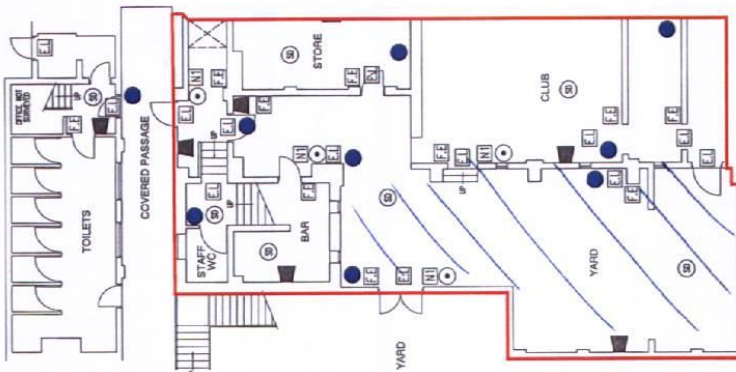 E.L
OFFICE NOT
SURVEYED
UP
SD
E.L
F.E
TOILETS
COVERED PASSAGE
N1
F.E
E.L
E.L
F.E
UP
E.L
SD
UP
STAFF
WC
SD
BAR
F.E
N1
STORE
SD
F.E
SD
F.E
E.L
N1
YARD
CLUB
SD
F.E
E.L
N1
UP
E.L
F.E
E.L
E.L
F.E
E.L
YARD
SD